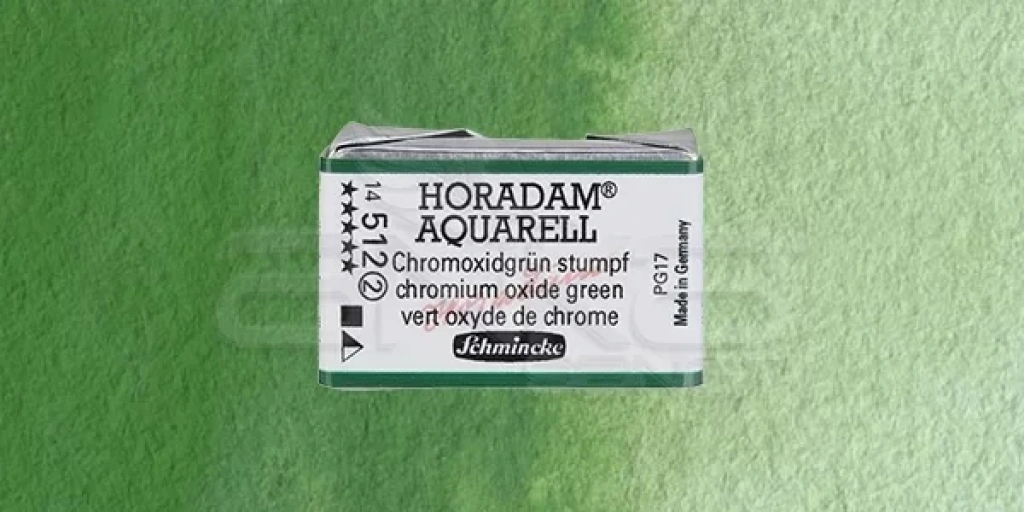 HORADAM®
AQUARELL
Chromoxidgrün stumpf
chromium oxide green
vert oxyde de chrome
Schmincke
14 512 ②
★★★★★
PG17
Made in Germany